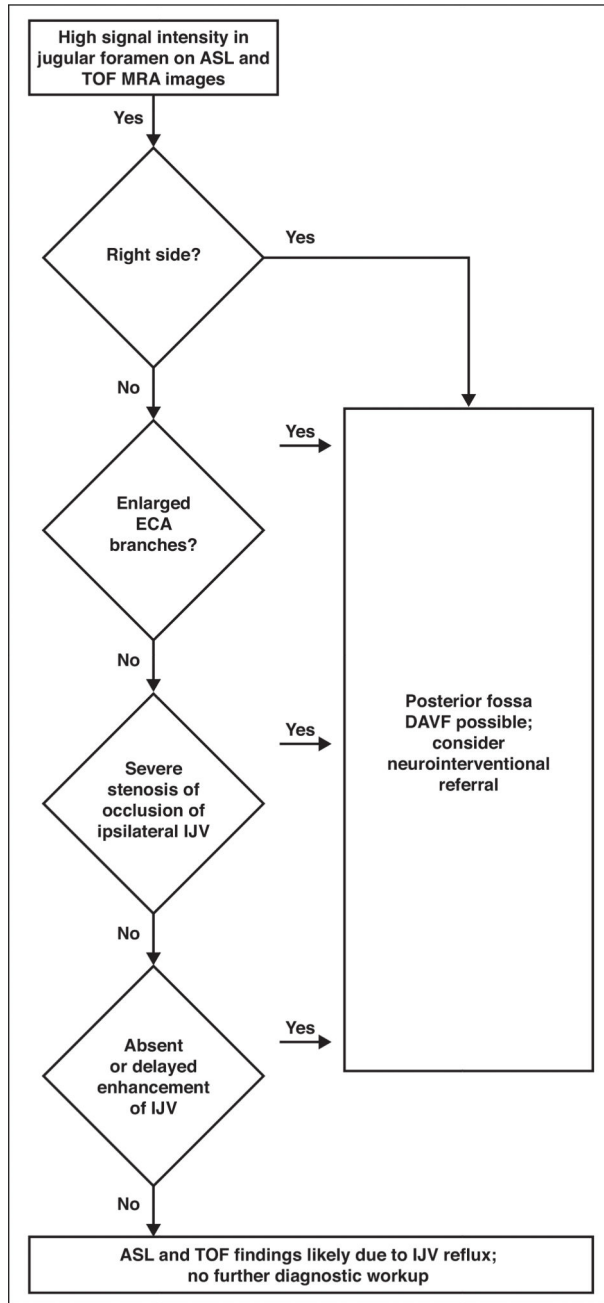 High signal intensity in
jugular foramen on ASL and
TOF MRA images
Yes
Right side?
Yes
No
Enlarged
ECA
branches?
Yes
No
Severe
stenosis of
occlusion of
ipsilateral IJV
Yes
Posterior fossa
DAVF possible;
consider
neurointerventional
referral
No
Absent
or delayed
enhancement
of IJV
Yes
No
ASL and TOF findings likely due to IJV reflux;
no further diagnostic workup